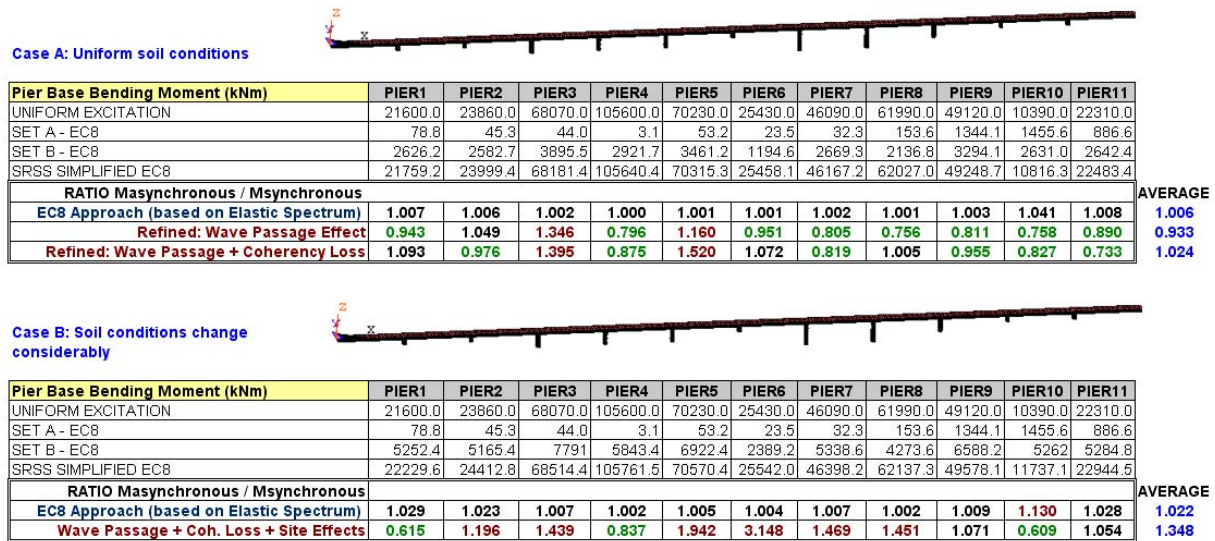 Z
Y X
Case A: Uniform soil conditions
Pier Base Bending Moment (kNm) PIER1 PIER2 PIER3 PIER4 PIER5 PIER6 PIER7 PIER8 PIER9 PIER10 PIER11
UNIFORM EXCITATION 21600.0 23860.0 68070.0 105600.0 70230.0 25430.0 46090.0 61990.0 49120.0 10390.0 22310.0
SET A - EC8 78.8 45.3 44.0 3.1 53.2 23.5 32.3 153.6 1344.1 1455.6 886.6
SET B - EC8 2626.2 2582.7 3895.5 2921.7 3461.2 1194.6 2669.3 2136.8 3294.1 2631.0 2642.4
SRSS SIMPLIFIED EC8 21759.2 23999.4 68181.4 105640.4 70315.3 25458.1 46167.2 62027.0 49248.7 10816.3 22483.4
RATIO Masynchronous / Msynchronous AVERAGE
EC8 Approach (based on Elastic Spectrum) 1.007 1.006 1.002 1.000 1.001 1.001 1.002 1.001 1.003 1.041 1.008 1.006
Refined: Wave Passage Effect 0.943 1.049 1.346 0.796 1.160 0.951 0.805 0.756 0.811 0.758 0.890 0.933
Refined: Wave Passage + Coherency Loss 1.093 0.976 1.395 0.875 1.520 1.072 0.819 1.005 0.955 0.827 0.733 1.024
Z
X
Case B: Soil conditions change
considerably
Pier Base Bending Moment (kNm) PIER1 PIER2 PIER3 PIER4 PIER5 PIER6 PIER7 PIER8 PIER9 PIER10 PIER11
UNIFORM EXCITATION 21600.0 23860.0 68070.0 105600.0 70230.0 25430.0 46090.0 61990.0 49120.0 10390.0 22310.0
SET A - EC8 78.8 45.3 44.0 3.1 53.2 23.5 32.3 153.6 1344.1 1455.6 886.6
SET B - EC8 5252.4 5165.4 7791 5843.4 6922.4 2389.2 5338.6 4273.6 6588.2 5262 5284.8
SRSS SIMPLIFIED EC8 22229.6 24412.8 68514.4 105761.5 70570.4 25542.0 46398.2 62137.3 49578.1 11737.1 22944.5
RATIO Masynchronous / Msynchronous AVERAGE
EC8 Approach (based on Elastic Spectrum) 1.029 1.023 1.007 1.002 1.005 1.004 1.007 1.002 1.009 1.130 1.028 1.022
Wave Passage + Coh. Loss + Site Effects 0.615 1.196 1.439 0.837 1.942 3.148 1.469 1.451 1.071 0.609 1.054 1.348